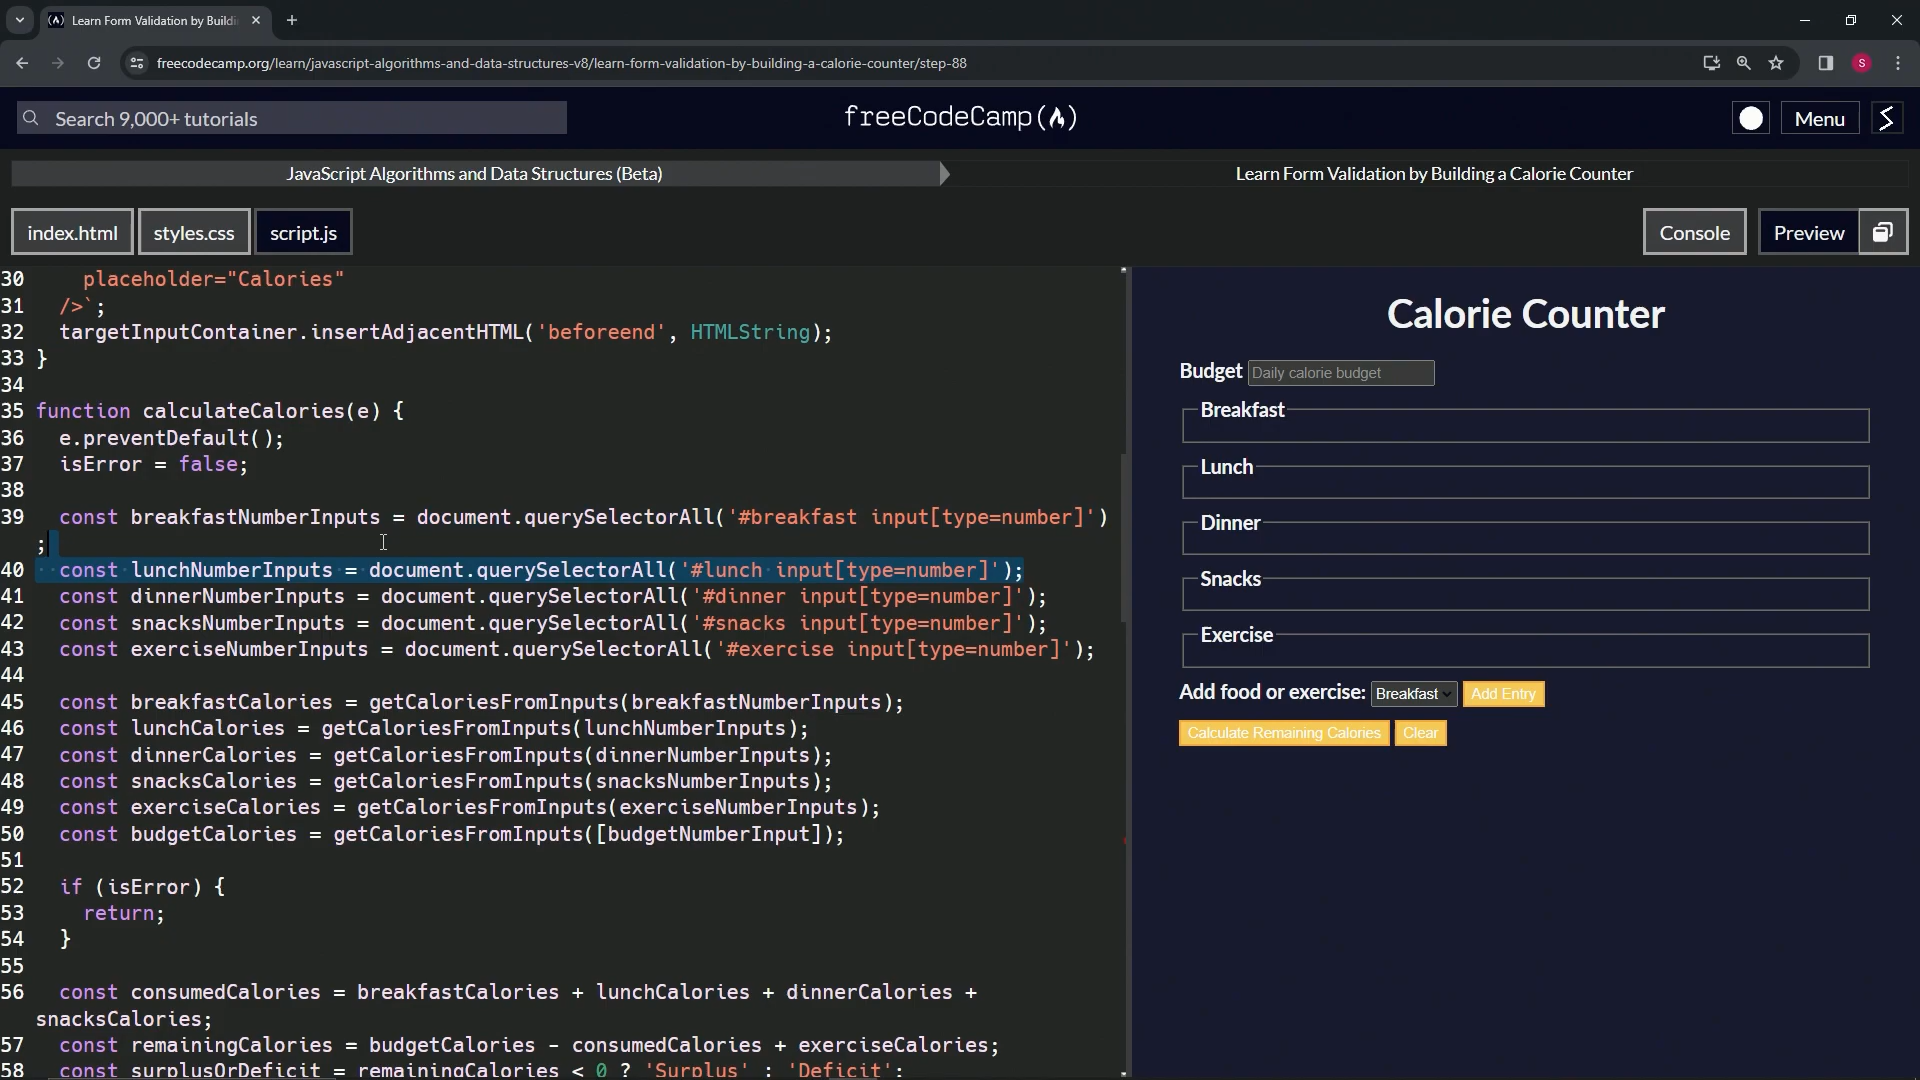 Learn Form Validation by Buildi
freecodecamp.org/learn/javascript-algorithms-and-data-structures-v8/learn-form-validation-by-building-a-calorie-counter/step-88
S
Search 9,000+ tutorials
freeCodeCamp
Menu
JavaScript Algorithms and Data Structures (Beta)
Learn Form Validation by Building a Calorie Counter
index.html
styles.css
script.js
Console
Preview
30 placeholder="Calories"
31 />`;
32 targetInputContainer.insertAdjacentHTML('beforeend', HTMLString);
33 }
34
35 function calculateCalories(e) {
36 e.preventDefault();
37 isError = false;
38
39 const breakfastNumberInputs = document.querySelectorAll('#breakfast input[type=number]')
;
40 const lunchNumberInputs = document.querySelectorAll('#lunch input[type=number]');
41 const dinnerNumberInputs = document.querySelectorAll('#dinner input[type=number]');
42 const snacksNumberInputs = document.querySelectorAll('#snacks input[type=number]');
43 const exerciseNumberInputs = document.querySelectorAll('#exercise input[type=number]');
44
45 const breakfastCalories = getCaloriesFromInputs(breakfastNumberInputs);
46 const lunchCalories = getCaloriesFromInputs(lunchNumberInputs);
47 const dinnerCalories = getCaloriesFromInputs(dinnerNumberInputs);
48 const snacksCalories = getCaloriesFromInputs(snacksNumberInputs);
49 const exerciseCalories = getCaloriesFromInputs(exerciseNumberInputs);
50 const budgetCalories = getCaloriesFromInputs([budgetNumberInput]);
51
52 if (isError) {
53 return;
54 }
55
56 const consumedCalories = breakfastCalories + lunchCalories + dinnerCalories +
snacksCalories;
57 const remainingCalories = budgetCalories - consumedCalories + exerciseCalories;
58 const surplusOrDeficit = remainingCalories < 0 ? 'Surplus' : 'Deficit';
Calorie Counter
Budget Daily calorie budget
Breakfast
Lunch
Dinner
Snacks
Exercise
Add food or exercise: Breakfast Add Entry
Calculate Remaining Calories Clear